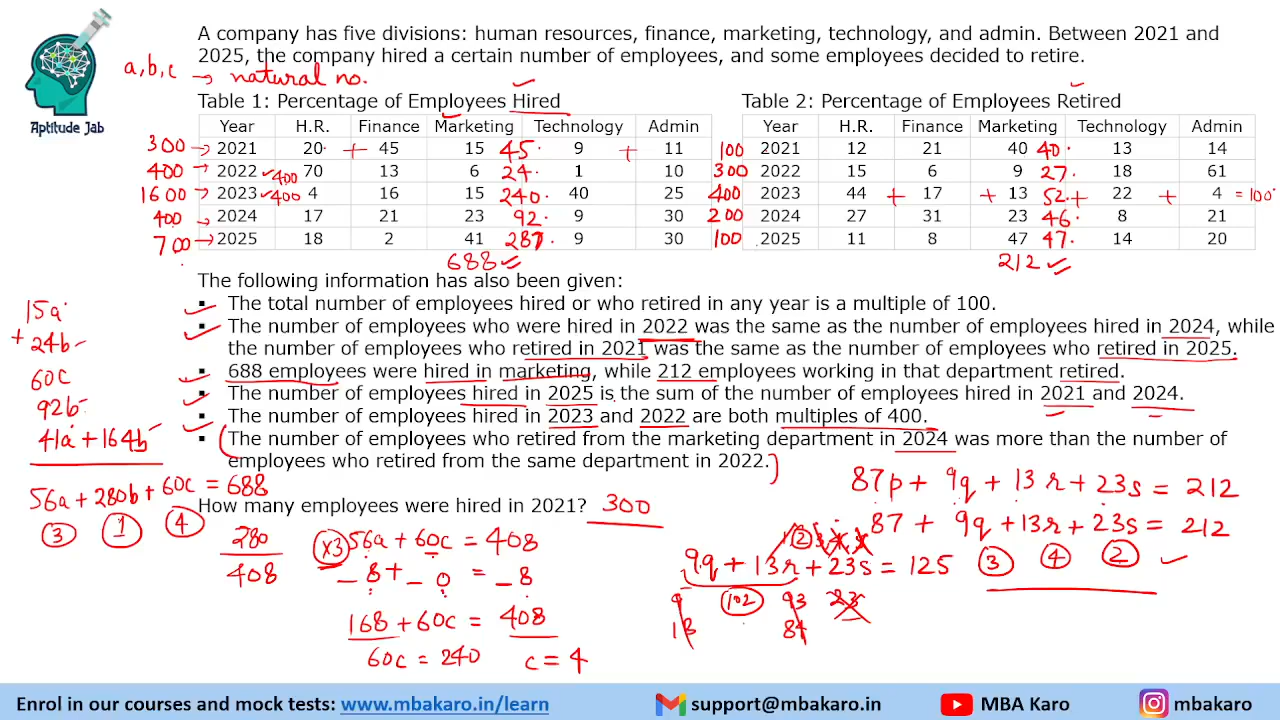 A company has five divisions: human resources, finance, marketing, technology, and admin. Between 2021 and
2025, the company hired a certain number of employees, and some employees decided to retire.
a, b, c → natural no.
Aptitude Jab
Table 1: Percentage of Employees Hired
Year H.R. Finance Marketing Technology Admin
300 → 2021 20 + 45 15 45 9 + 11
400 → 2022 400 70 13 6 24 1 10
1600 → 2023 400 4 16 15 240 40 25
400 → 2024 17 21 23 92 9 30
700 → 2025 18 2 41 287 9 30
688
Table 2: Percentage of Employees Retired
Year H.R. Finance Marketing Technology Admin
100 2021 12 21 40 40 13 14
300 2022 15 6 9 27 18 61
400 2023 44 + 17 + 13 52 + 22 + 4 = 100
200 2024 27 31 23 46 8 21
100 2025 11 8 47 47 14 20
212
The following information has also been given:
▪ The total number of employees hired or who retired in any year is a multiple of 100.
▪ The number of employees who were hired in 2022 was the same as the number of employees hired in 2024, while
the number of employees who retired in 2021 was the same as the number of employees who retired in 2025.
▪ 688 employees were hired in marketing, while 212 employees working in that department retired.
▪ The number of employees hired in 2025 is the sum of the number of employees hired in 2021 and 2024.
▪ The number of employees hired in 2023 and 2022 are both multiples of 400.
▪ The number of employees who retired from the marketing department in 2024 was more than the number of
employees who retired from the same department in 2022.
How many employees were hired in 2021? 300
15a
+ 24b
60c
92b
41a + 164b
56a + 280b + 60c = 688
3 1 4
280
408
×3 56a + 60c = 408
_ 8 + _ 0 = _ 8
168 + 60c = 408
60c = 240 c = 4
87p + 9q + 13r + 23s = 212
87 + 9q + 13r + 23s = 212
3 4 2
1 2 3 4 5
9q + 13r + 23s = 125
9 102 93 23
18 84
Enrol in our courses and mock tests: www.mbakaro.in/learn
support@mbakaro.in
MBA Karo
mbakaro